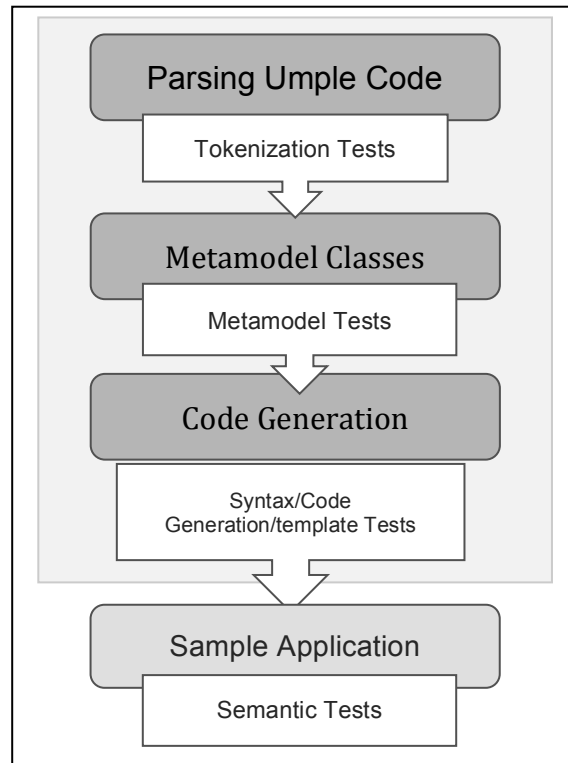 Parsing Umple Code
Tokenization Tests
Metamodel Classes
Metamodel Tests
Code Generation
Syntax/Code
Generation/template Tests
Sample Application
Semantic Tests